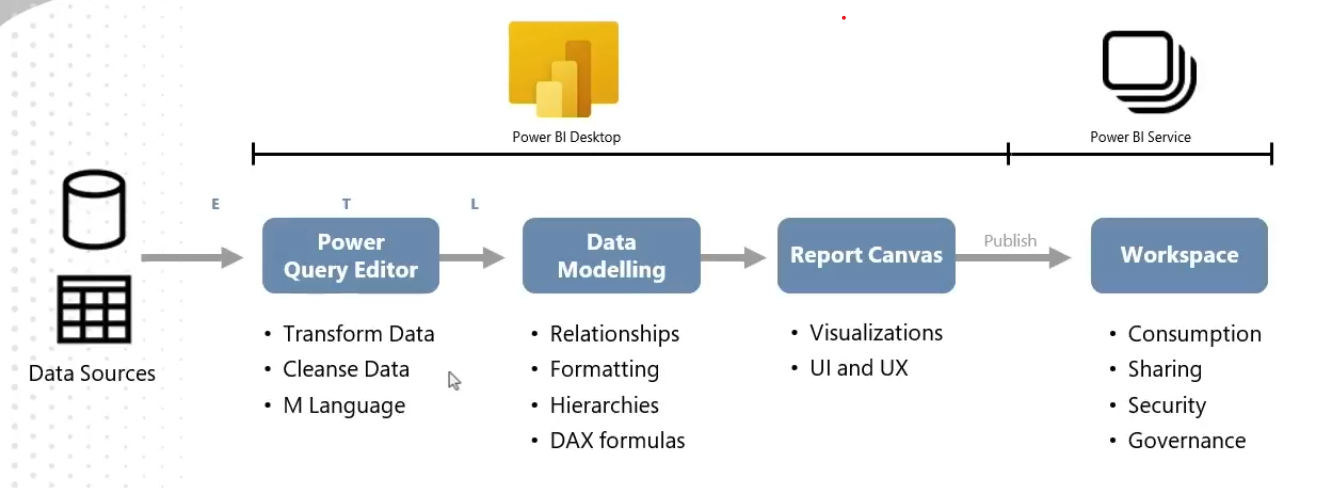 Power BI Desktop
Power BI Service
E
T
L
Power
Query Editor
Data
Modelling
Report Canvas
Publish
Workspace
Data Sources
• Transform Data
• Cleanse Data
• M Language
• Relationships
• Formatting
• Hierarchies
• DAX formulas
• Visualizations
• UI and UX
• Consumption
• Sharing
• Security
• Governance